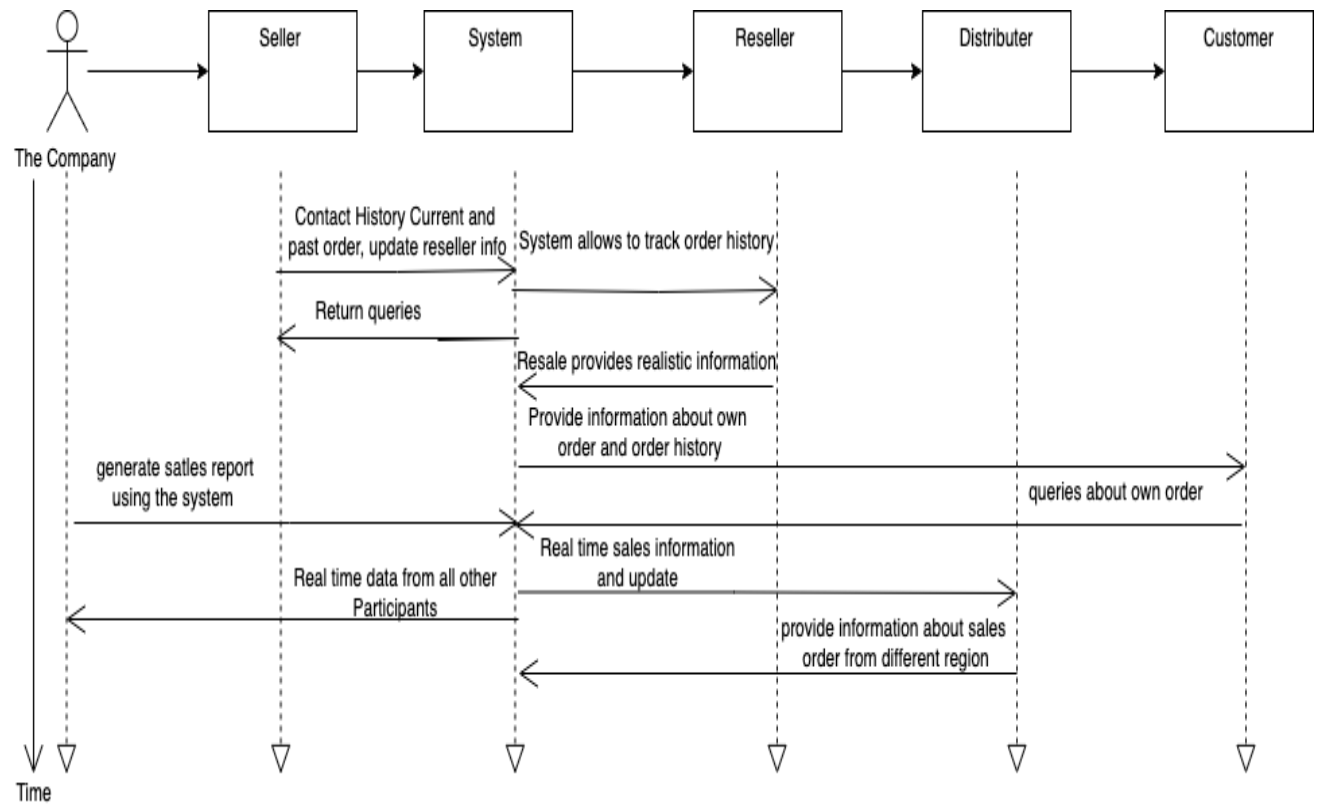 Seller
System
Reseller
Distributer
Customer
The Company
Contact History Current and
past order, update reseller info
System allows to track order history
Return queries
Resale provides realistic information
Provide information about own
order and order history
generate satles report
using the system
queries about own order
Real time sales information
and update
Real time data from all other
Participants
provide information about sales
order from different region
Time